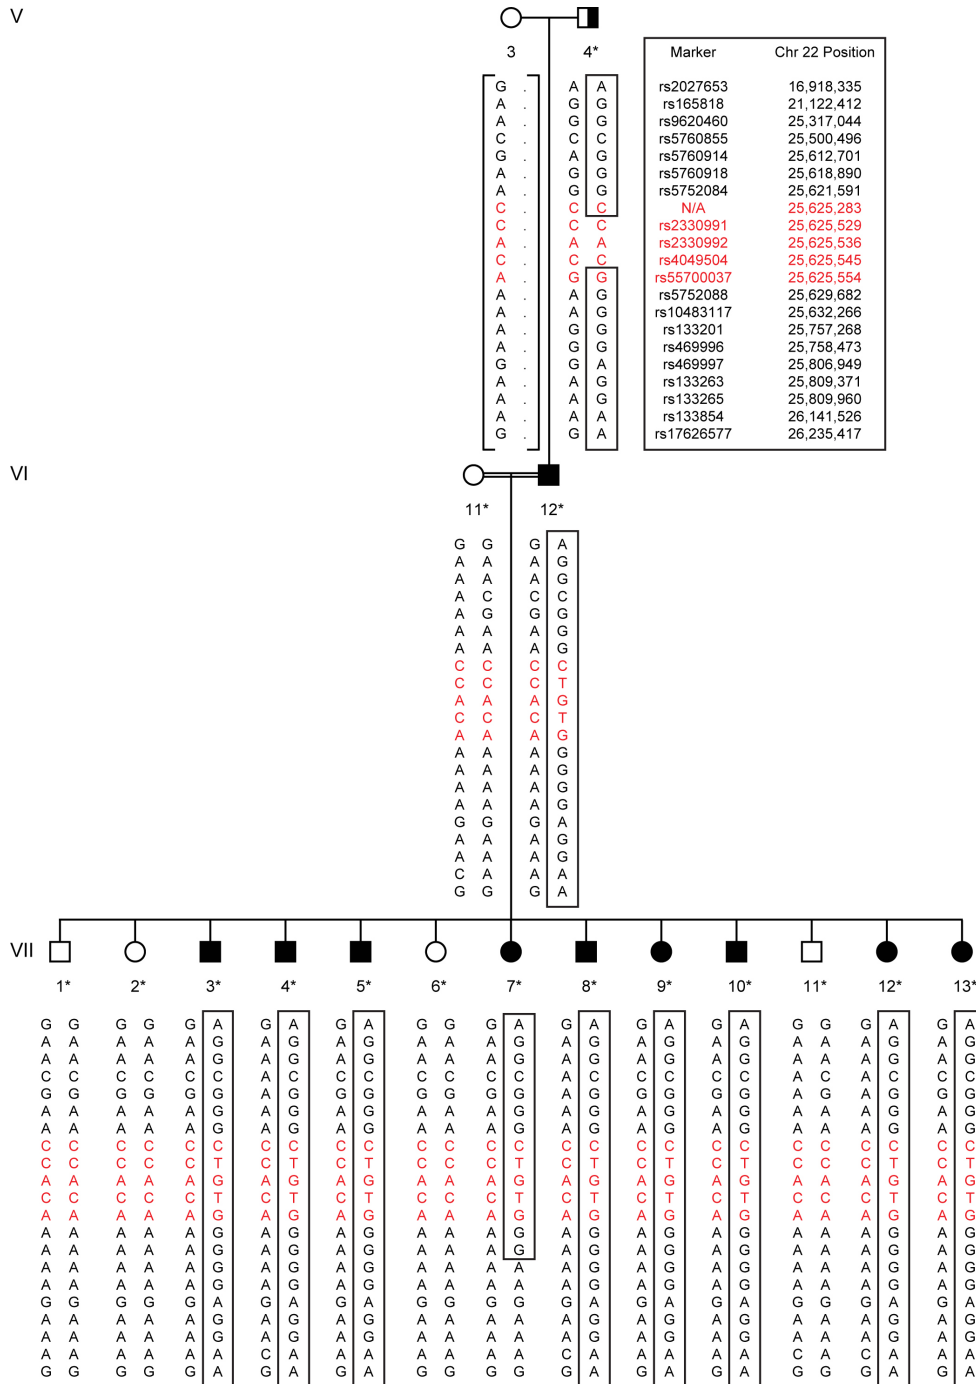 V
3 4* Marker Chr 22 Position
G . A A rs2027653 16,918,335
A . G G rs165818 21,122,412
A . G G rs9620460 25,317,044
C . C C rs5760855 25,500,496
G . A G rs5760914 25,612,701
A . G G rs5760918 25,618,890
A . G G rs5752084 25,621,591
C . C C N/A 25,625,283
C . C C rs2330991 25,625,529
A . A A rs2330992 25,625,536
C . C C rs4049504 25,625,545
A . G G rs55700037 25,625,554
A . A G rs5752088 25,629,682
A . A G rs10483117 25,632,266
A . G G rs133201 25,757,268
A . G G rs469996 25,758,473
G . G A rs469997 25,806,949
A . A G rs133263 25,809,371
A . A G rs133265 25,809,960
A . A A rs133854 26,141,526
G . G A rs17626577 26,235,417
VI
11* 12*
G G G A
A A A G
A A A G
A C C C
A G G G
A A A G
A A A G
C C C C
C C C T
A A A G
C C C T
A A A G
A A A G
A A A G
A A A G
A A A G
G G G A
A A A G
A A A G
C A A A
G G G A
VII
1* 2* 3* 4* 5* 6* 7* 8* 9* 10* 11* 12* 13*
G G G G G A G A G A G G G A G A G A G A G G G A G A
A A A A A G A G A G A A A G A G A G A G A A A G A G
A A A A A G A G A G A A A G A G A G A G A A A G A G
C C C C C C A C C C C C C C A C C C C C A C C C C C
G G G G G G A G G G G G G G A G G G G G A G G G G G
A A A A A G A G A G A A A G A G A G A G A A A G A G
A A A A A G A G A G A A A G A G A G A G A A A G A G
C C C C C C C C C C C C C C C C C C C C C C C C C C
C C C C C T C T C T C C C T C T C T C T C C C T C T
A A A A A G A G A G A A A G A G A G A G A A A G A G
C C C C C T C T C T C C C T C T C T C T C C C T C T
A A A A A G A G A G A A A G A G A G A G A A A G A G
A A A A A G A G A G A A A G A G A G A G A A A G A G
A A A A A G A G A G A A A G A G A G A G A A A G A G
A A A A A G A G A G A A A A A G A G A G A A A G A G
A A A A A G A G A G A A A A A G A G A G A A A G A G
G G G G G A G A G A G G G G G A G A G A G G G A G A
A A A A A G A G A G A A A A A G A G A G A A A G A G
A A A A A G A G A G A A A A A G A G A G A A A G A G
A A A A A A C A A A A A A A C A A A A A C A C A A A
G G G G G A G A G A G G G G G A G A G A G G G A G A